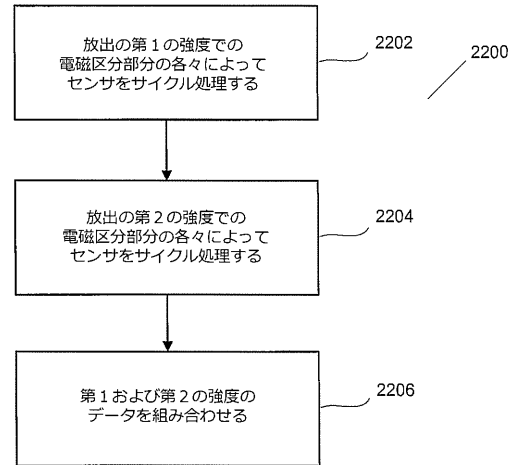 放出の第1の強度での
電磁区分部分の各々によって
センサをサイクル処理する
2202
2200
放出の第2の強度での
電磁区分部分の各々によって
センサをサイクル処理する
2204
第1および第2の強度の
データを組み合わせる
2206